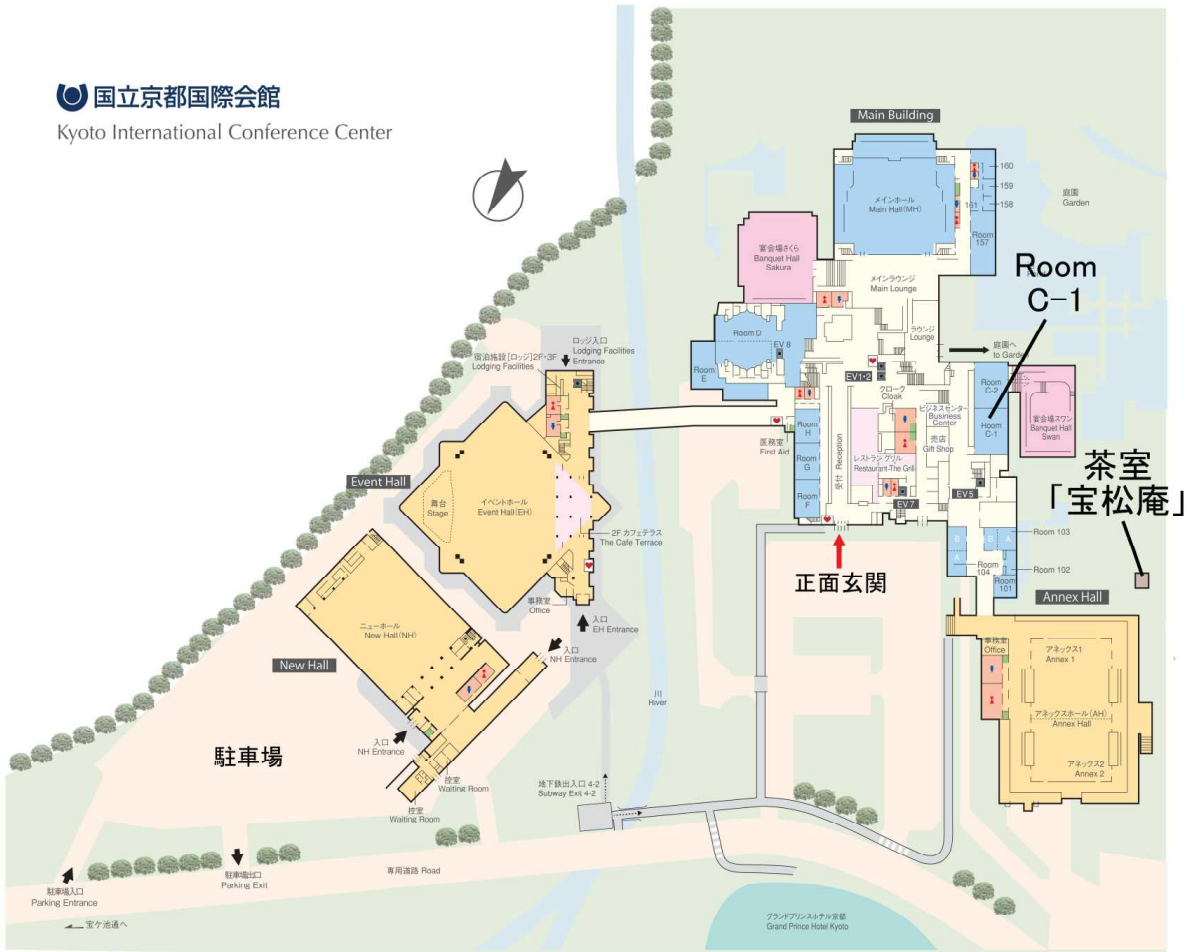 国立京都国際会館
Kyoto International Conference Center
Main Building
メインホール
Main Hall(MH)
160
159
158
161
Room
157
庭園
Garden
宴会場さくら
Banquet Hall
Sakura
メインラウンジ
Main Lounge
Room
C-1
Room D
EV 8
Room
E
ラウンジ
Lounge
庭園へ
to Garden
EV1・2
クローク
Cloak
Room
C-2
Room
C-1
宴会場スワン
Banquet Hall
Swan
ビジネスセンター
Business
Center
売店
Gift Shop
ロッジ入口
Lodging Facilities
Entrance
宿泊施設[ロッジ]2F・3F
Lodging Facilities
医務室
First Aid
Room
H
Room
G
Room
F
受付 Reception
レストラン グリル
Restaurant-The Grill
EV7
EV5
茶室
「宝松庵」
Event Hall
舞台
Stage
イベントホール
Event Hall(EH)
2F カフェテラス
The Cafe Terrace
正面玄関
B
A
B
A
Room
104
Room 103
Room 102
Room
101
Annex Hall
事務室
Office
入口
EH Entrance
入口
NH Entrance
ニューホール
New Hall(NH)
New Hall
事務室
Office
アネックス1
Annex 1
アネックスホール(AH)
Annex Hall
アネックス2
Annex 2
川
Hiver
入口
NH Entrance
駐車場
控室
Waiting Room
控室
Waiting Room
地下鉄出入口 4-2
Subway Exit 4-2
専用道路 Road
駐車場出口
Parking Exit
駐車場入口
Parking Entrance
宝ケ池通へ
グランドプリンスホテル京都
Grand Prince Hotel Kyoto